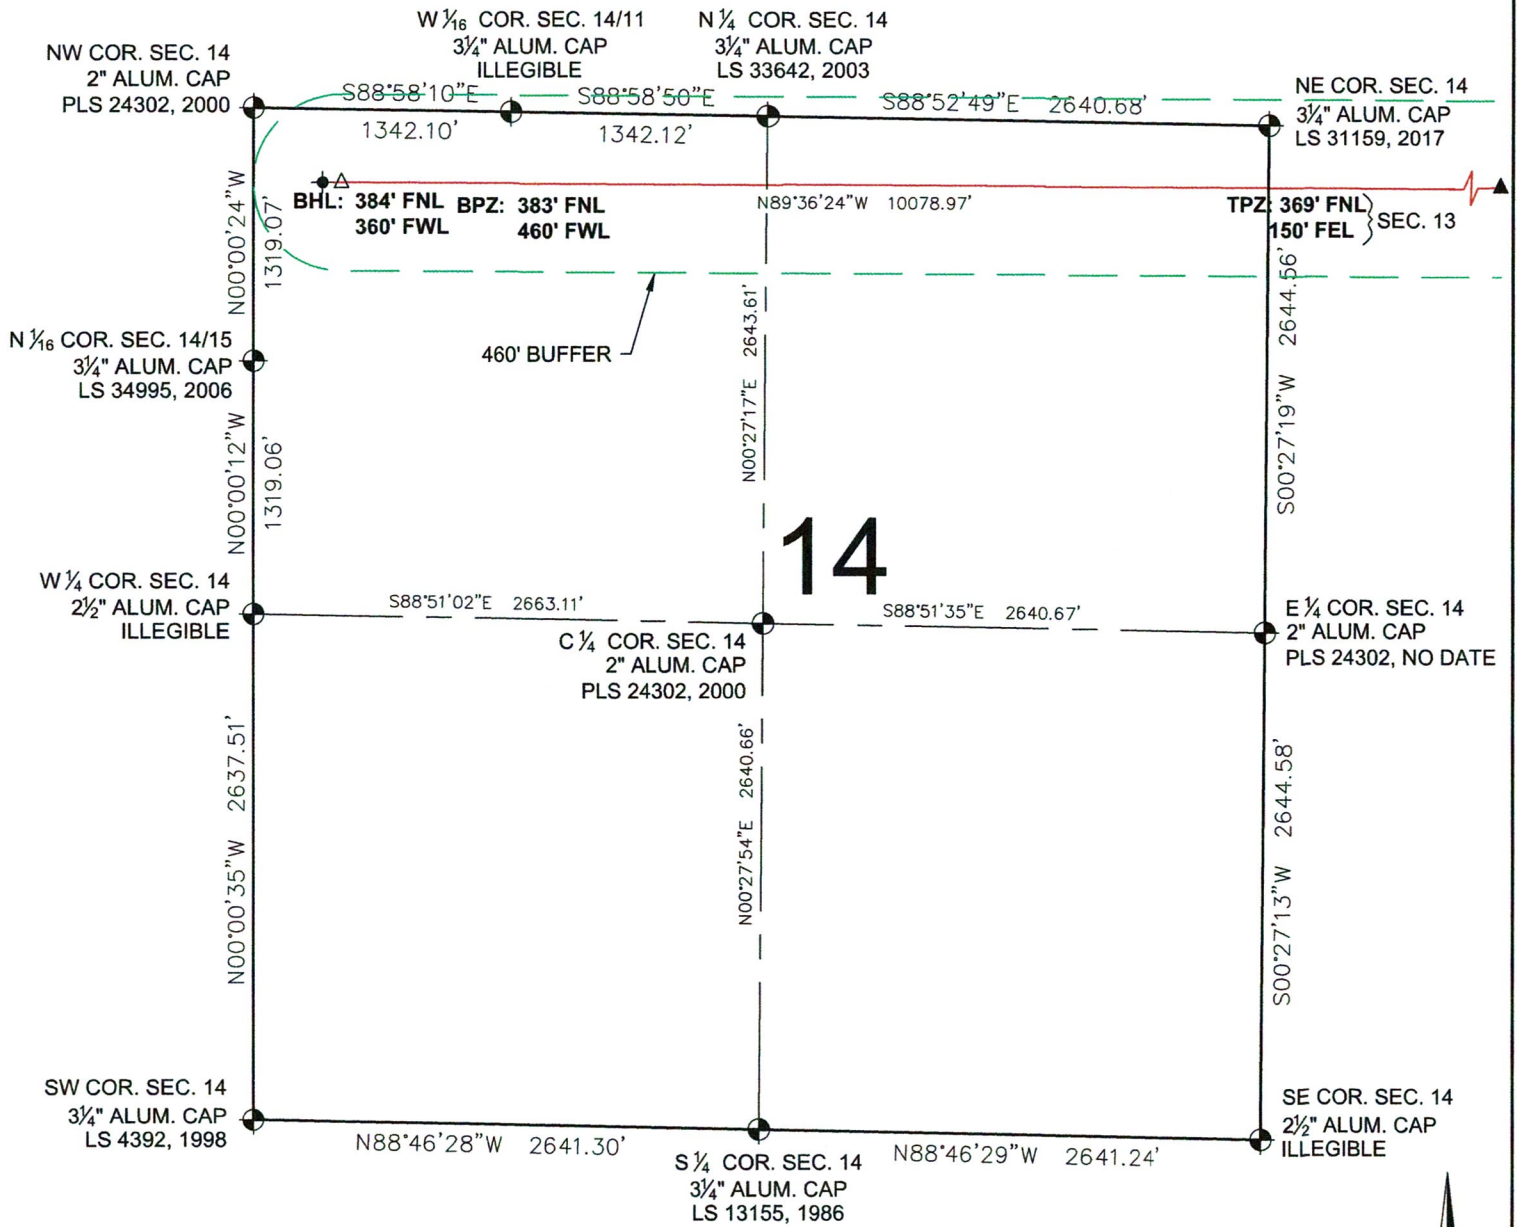 W 1/16 COR. SEC. 14/11
3¼" ALUM. CAP
ILLEGIBLE
N ¼ COR. SEC. 14
3¼" ALUM. CAP
LS 33642, 2003
NW COR. SEC. 14
2" ALUM. CAP
PLS 24302, 2000
NE COR. SEC. 14
3¼" ALUM. CAP
LS 31159, 2017
S88°58'10"E
1342.10'
S88°58'50"E
1342.12'
S88°52'49"E 2640.68'
BHL: 384' FNL
360' FWL
BPZ: 383' FNL
460' FWL
N89°36'24"W 10078.97'
TPZ: 369' FNL
150' FEL
SEC. 13
N00°00'24"W
1319.07'
460' BUFFER
N00°27'17"E 2643.61'
S00°27'19"W 2644.56'
N 1/16 COR. SEC. 14/15
3¼" ALUM. CAP
LS 34995, 2006
N00°00'12"W
1319.06'
14
W ¼ COR. SEC. 14
2½" ALUM. CAP
ILLEGIBLE
S88°51'02"E 2663.11'
S88°51'35"E 2640.67'
C ¼ COR. SEC. 14
2" ALUM. CAP
PLS 24302, 2000
E ¼ COR. SEC. 14
2" ALUM. CAP
PLS 24302, NO DATE
N00°00'35"W 2637.51'
N00°27'54"E 2640.66'
S00°27'13"W 2644.58'
SW COR. SEC. 14
3¼" ALUM. CAP
LS 4392, 1998
N88°46'28"W 2641.30'
S ¼ COR. SEC. 14
3¼" ALUM. CAP
LS 13155, 1986
N88°46'29"W 2641.24'
SE COR. SEC. 14
2½" ALUM. CAP
ILLEGIBLE